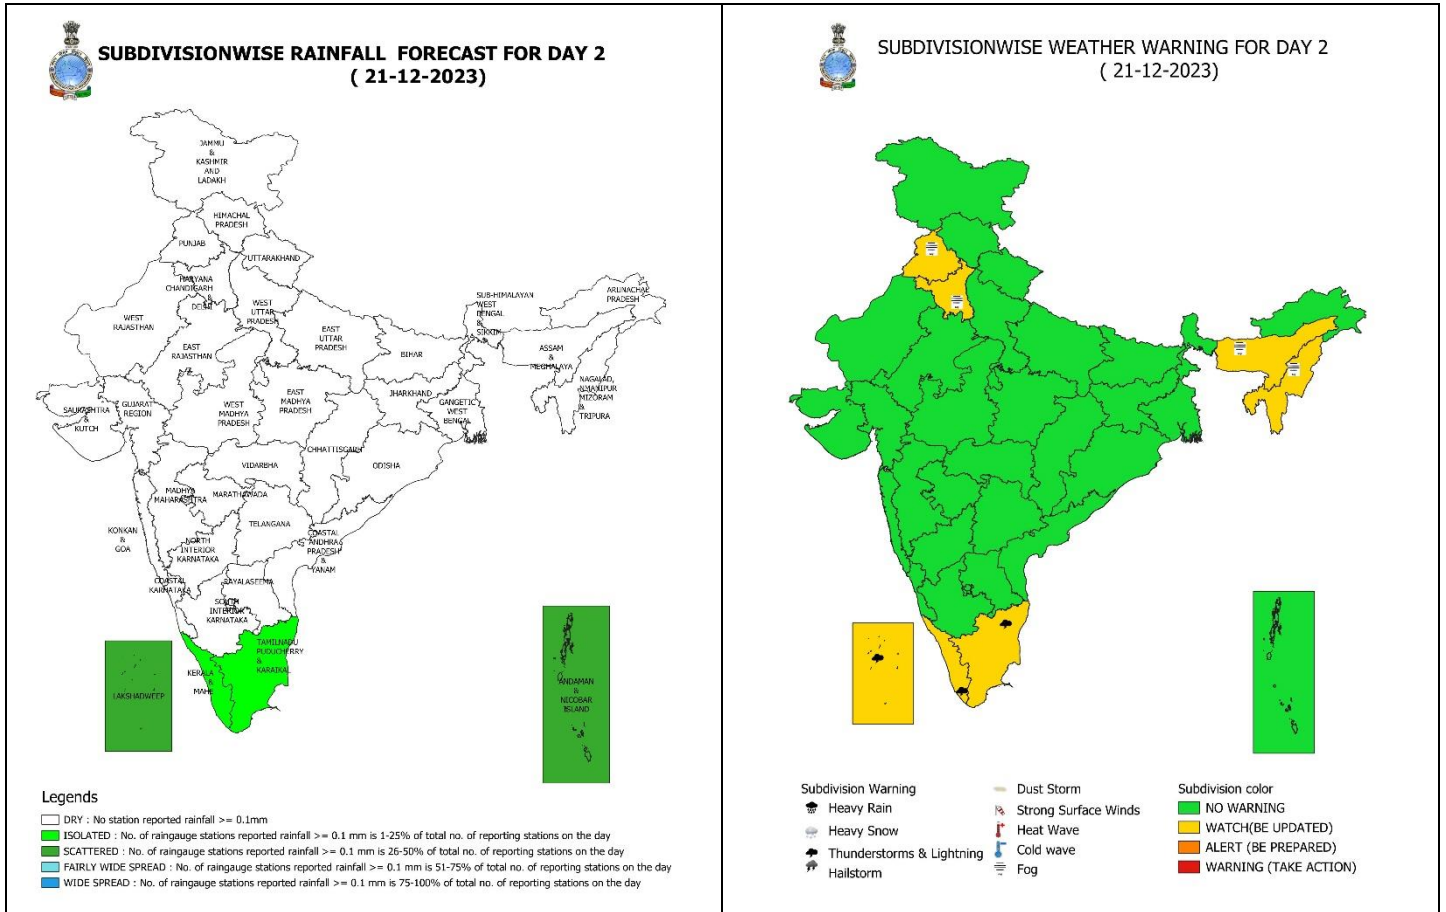 SUBDIVISIONWISE RAINFALL FORECAST FOR DAY 2
( 21-12-2023)
JAMMU
&
KASHMIR
AND
LADAKH
HIMACHAL
PRADESH
PUNJAB
UTTARAKHAND
HARYANA
CHANDIGARH
&
DELHI
WEST
UTTAR
PRADESH
SUB-HIMALAYAN
WEST
BENGAL
&
SIKKIM
ARUNACHAL
PRADESH
WEST
RAJASTHAN
EAST
UTTAR
PRADESH
EAST
RAJASTHAN
BIHAR
ASSAM
&
MEGHALAYA
NAGALAD,
MANIPUR
MIZORAM
&
TRIPURA
SAURASHTRA
&
KUTCH
GUJARAT
REGION
WEST
MADHYA
PRADESH
EAST
MADHYA
PRADESH
JHARKHAND
GANGETIC
WEST
BENGAL
CHHATTISGARH
VIDARBHA
ODISHA
MADHYA
MAHARASHTRA
MARATHAWADA
KONKAN
&
GOA
TELANGANA
NORTH
INTERIOR
KARNATAKA
COASTAL
ANDHRA
PRADESH
&
YANAM
COASTAL
KARNATAKA
RAYALASEEMA
SOUTH
INTERIOR
KARNATAKA
TAMILNADU
PUDUCHERRY
&
KARAIKAL
KERALA
&
MAHE
LAKSHADWEEP
ANDAMAN
&
NICOBAR
ISLAND
Legends
DRY : No station reported rainfall >= 0.1mm
ISOLATED : No. of raingauge stations reported rainfall >= 0.1 mm is 1-25% of total no. of reporting stations on the day
SCATTERED : No. of raingauge stations reported rainfall >= 0.1 mm is 26-50% of total no. of reporting stations on the day
FAIRLY WIDE SPREAD : No. of raingauge stations reported rainfall >= 0.1 mm is 51-75% of total no. of reporting stations on the day
WIDE SPREAD : No. of raingauge stations reported rainfall >= 0.1 mm is 75-100% of total no. of reporting stations on the day
SUBDIVISIONWISE WEATHER WARNING FOR DAY 2
( 21-12-2023)
Subdivision Warning
Heavy Rain
Heavy Snow
Thunderstorms & Lightning
Hailstorm
Dust Storm
Strong Surface Winds
Heat Wave
Cold wave
Fog
Subdivision color
NO WARNING
WATCH(BE UPDATED)
ALERT (BE PREPARED)
WARNING (TAKE ACTION)